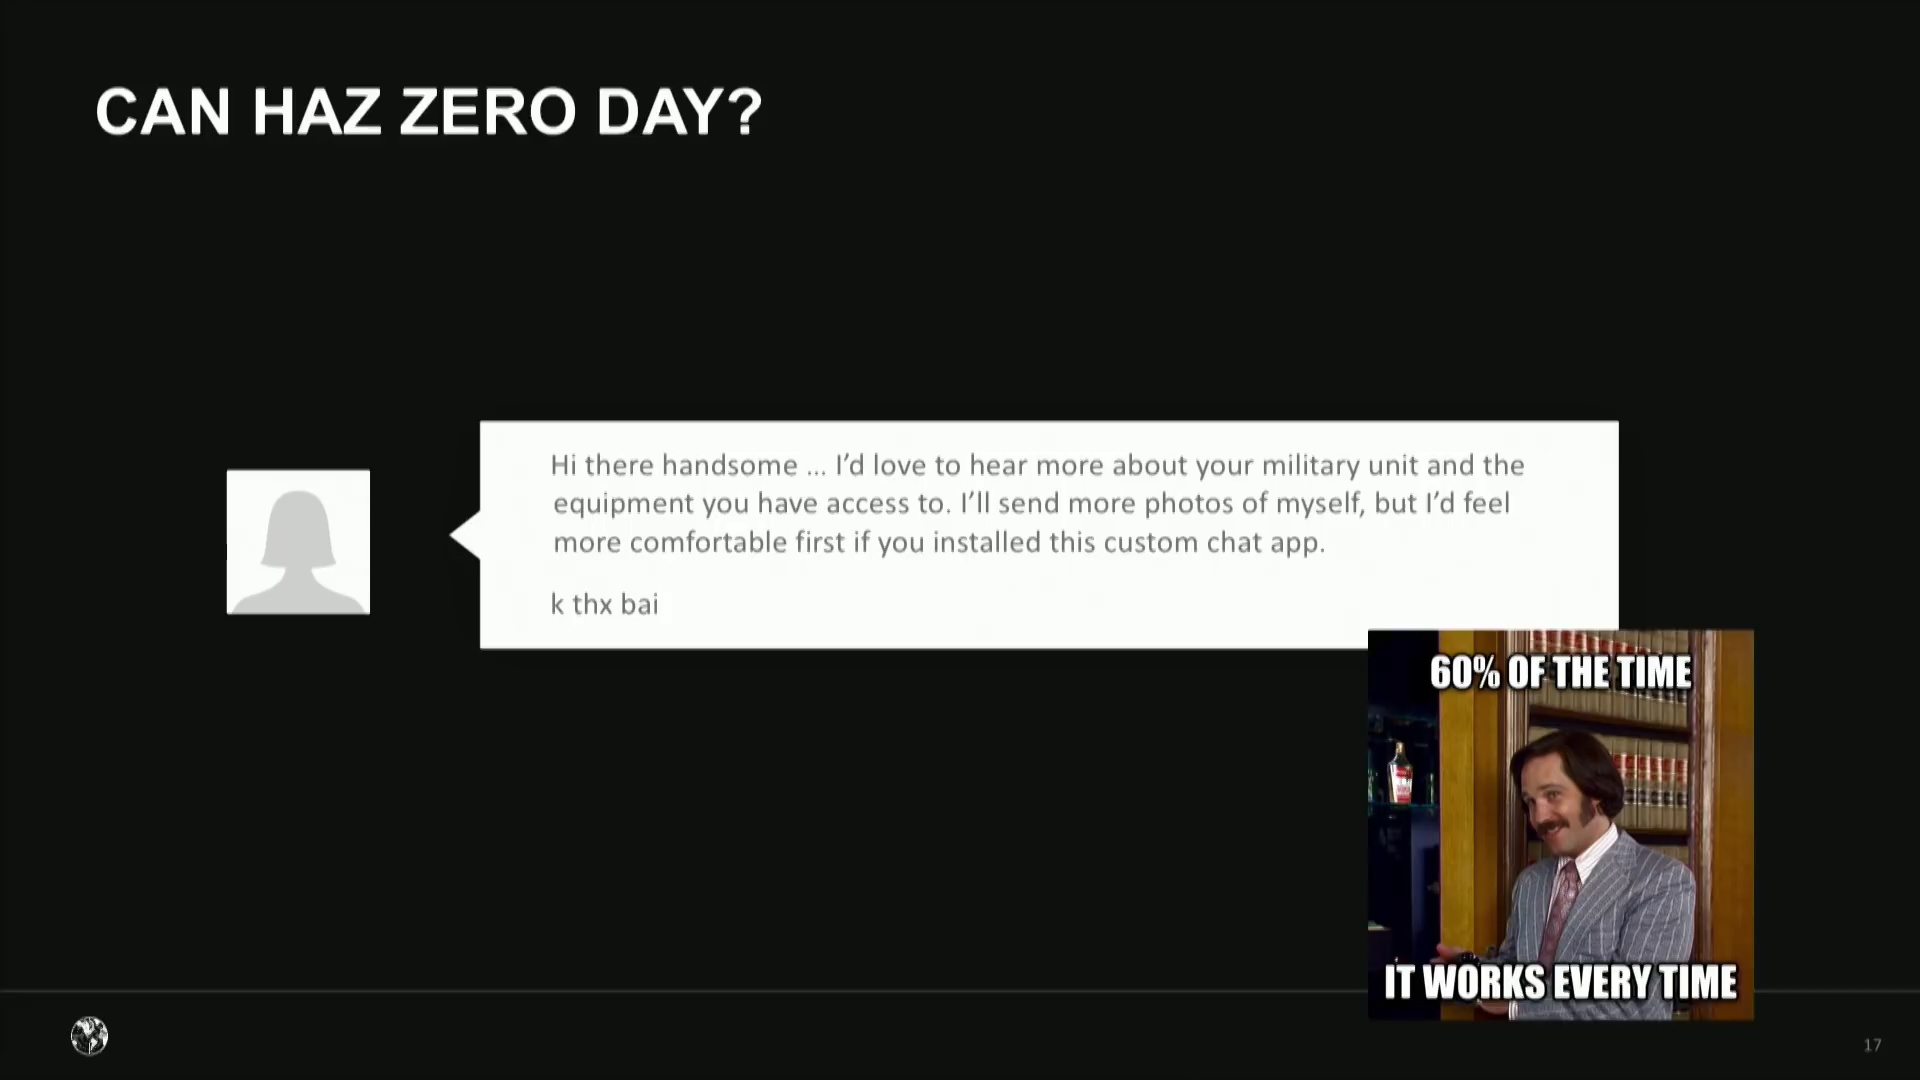 CAN HAZ ZERO DAY?
Hi there handsome ... I'd love to hear more about your military unit and the
equipment you have access to. I'll send more photos of myself, but I'd feel
more comfortable first if you installed this custom chat app.
k thx bai
60% OF THE TIME
IT WORKS EVERY TIME
17